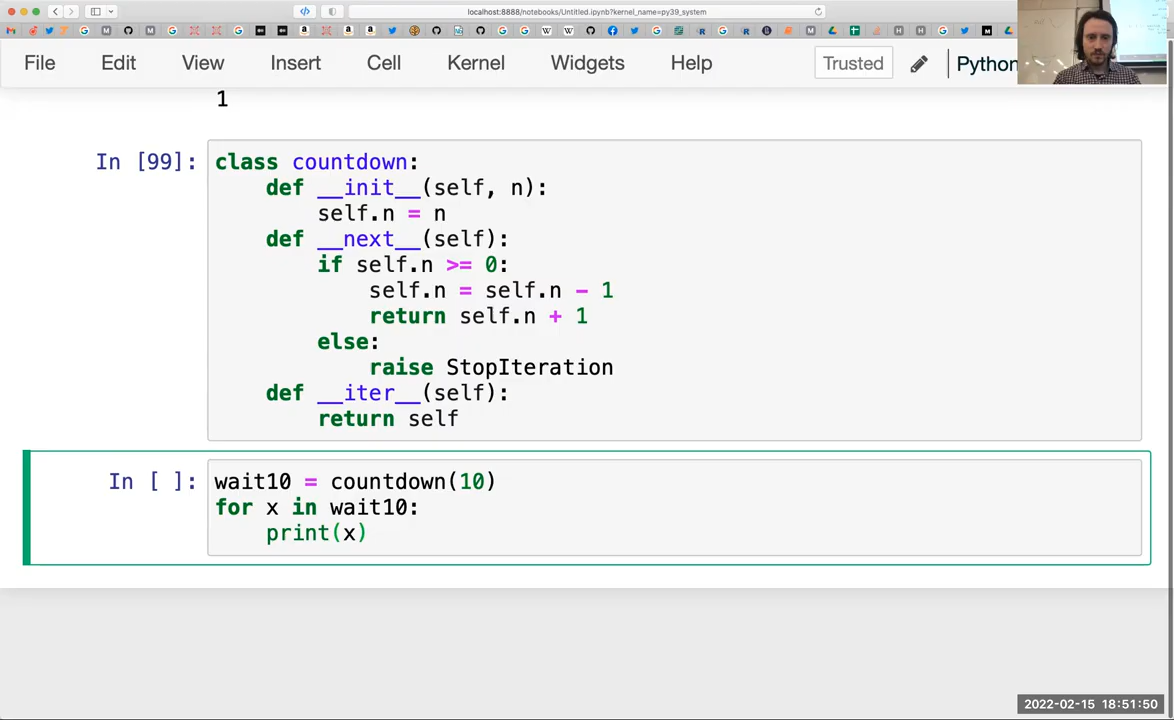 localhost:8888/notebooks/Untitled.ipynb?kernel_name=py39_system
File Edit View Insert Cell Kernel Widgets Help Trusted Python
1
In [99]: class countdown:
def __init__(self, n):
self.n = n
def __next__(self):
if self.n >= 0:
self.n = self.n - 1
return self.n + 1
else:
raise StopIteration
def __iter__(self):
return self
In [ ]: wait10 = countdown(10)
for x in wait10:
print(x)
2022-02-15 18:51:50